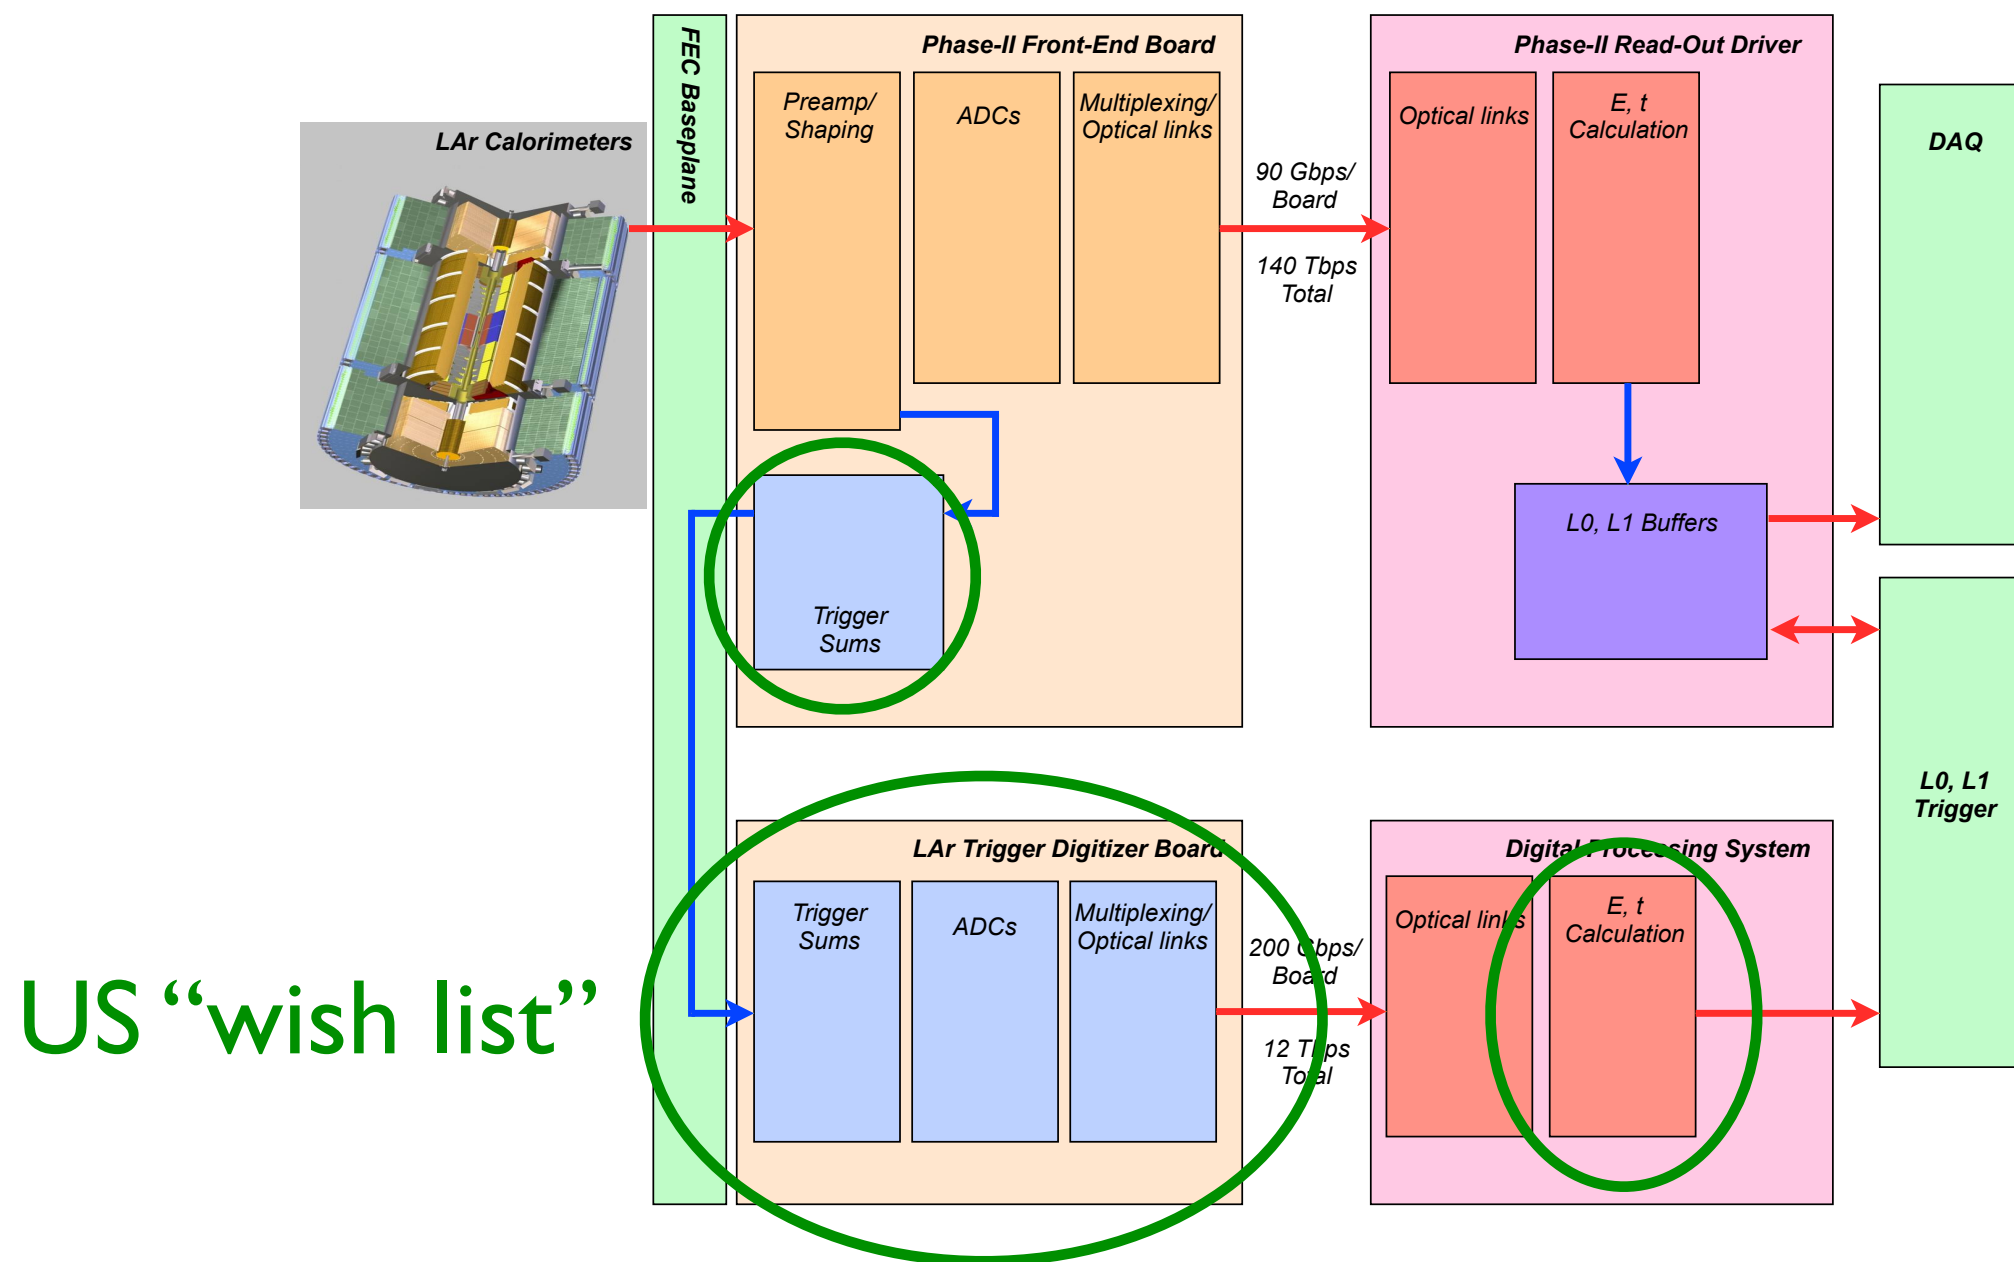 LAr Calorimeters
FEC Baseplane
Phase-II Front-End Board
Preamp/
Shaping
ADCs
Multiplexing/
Optical links
Trigger
Sums
90 Gbps/
Board
140 Tbps
Total
Phase-II Read-Out Driver
Optical links
E, t
Calculation
L0, L1 Buffers
DAQ
L0, L1
Trigger
LAr Trigger Digitizer Board
Trigger
Sums
ADCs
Multiplexing/
Optical links
200 Gbps/
Board
12 Tbps
Total
Digital Processing System
Optical links
E, t
Calculation
US “wish list”